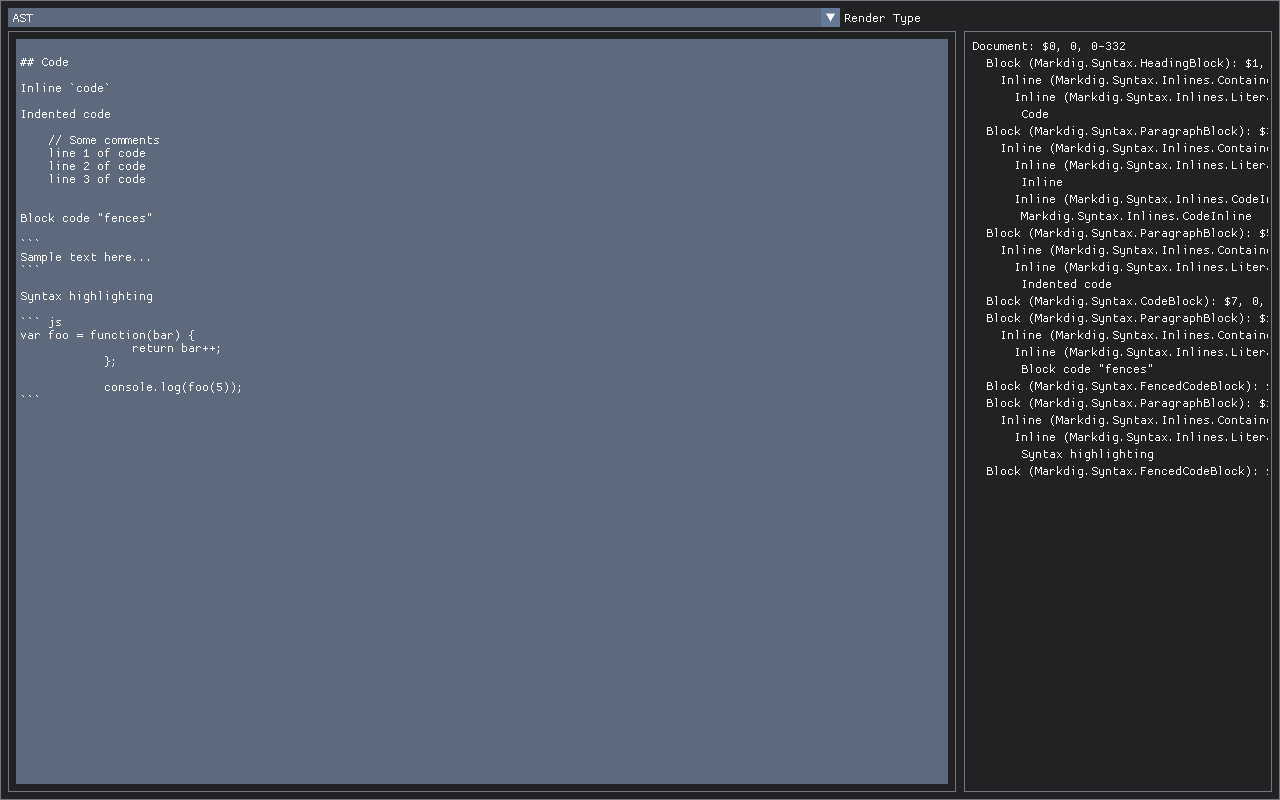 AST
Render Type
## Code
Inline `code`
Indented code
    // Some comments
    line 1 of code
    line 2 of code
    line 3 of code
Block code "fences"
```
Sample text here...
```
Syntax highlighting
``` js
var foo = function(bar) {
                return bar++;
            };
            console.log(foo(5));
```
Document: $0, 0, 0-332
  Block (Markdig.Syntax.HeadingBlock): $1,
    Inline (Markdig.Syntax.Inlines.Contain
      Inline (Markdig.Syntax.Inlines.Liter
       Code
  Block (Markdig.Syntax.ParagraphBlock): $
    Inline (Markdig.Syntax.Inlines.Contain
      Inline (Markdig.Syntax.Inlines.Liter
       Inline
      Inline (Markdig.Syntax.Inlines.CodeI
       Markdig.Syntax.Inlines.CodeInline
  Block (Markdig.Syntax.ParagraphBlock): $
    Inline (Markdig.Syntax.Inlines.Contain
      Inline (Markdig.Syntax.Inlines.Liter
       Indented code
  Block (Markdig.Syntax.CodeBlock): $7, 0,
  Block (Markdig.Syntax.ParagraphBlock): $
    Inline (Markdig.Syntax.Inlines.Contain
      Inline (Markdig.Syntax.Inlines.Liter
       Block code "fences"
  Block (Markdig.Syntax.FencedCodeBlock):
  Block (Markdig.Syntax.ParagraphBlock): $
    Inline (Markdig.Syntax.Inlines.Contain
      Inline (Markdig.Syntax.Inlines.Liter
       Syntax highlighting
  Block (Markdig.Syntax.FencedCodeBlock):